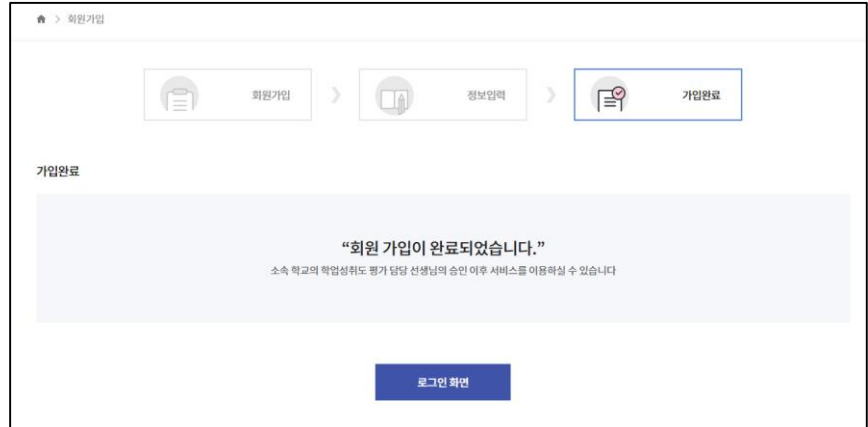 > 회원가입
회원가입 > 정보입력 > 가입완료
가입완료
“회원 가입이 완료되었습니다.”
소속 학교의 학업성취도 평가 담당 선생님의 승인 이후 서비스를 이용하실 수 있습니다
로그인 화면